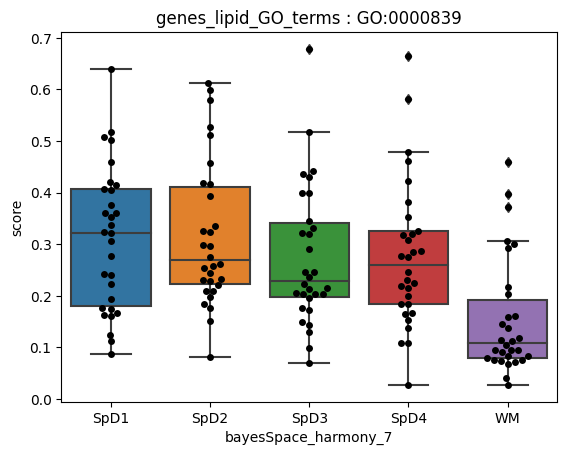 genes_lipid_GO_terms : GO:0000839
score
0.7
0.6
0.5
0.4
0.3
0.2
0.1
0.0
SpD1 SpD2 SpD3 SpD4 WM
bayesSpace_harmony_7